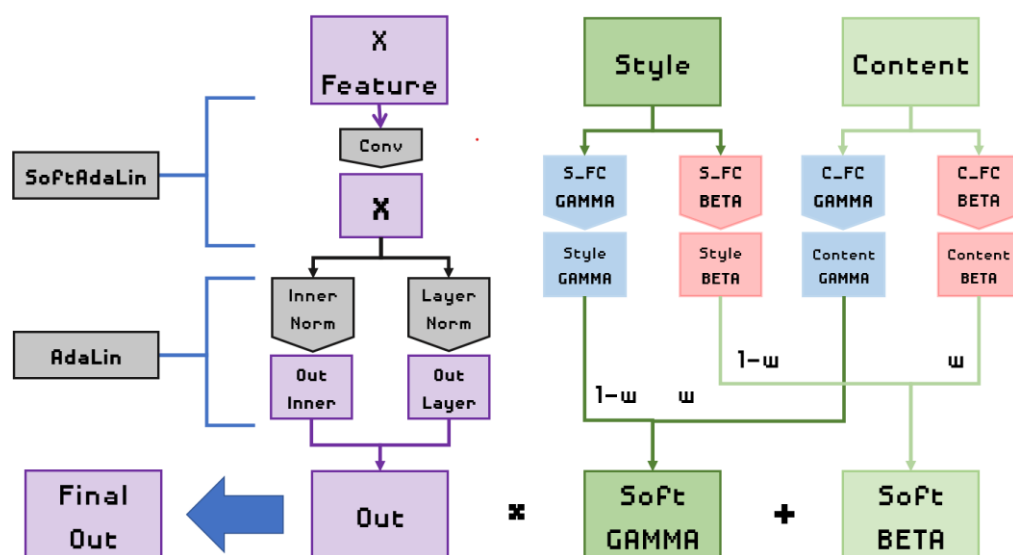 X
Feature
Style
Content
Conv
SoftAdaLin
S_FC
GAMMA
S_FC
BETA
C_FC
GAMMA
C_FC
BETA
X
Style
GAMMA
Style
BETA
Content
GAMMA
Content
BETA
Inner
Norm
Layer
Norm
AdaLin
Out
Inner
Out
Layer
1-w
w
1-w
w
Final
Out
Out
x
Soft
GAMMA
+
Soft
BETA